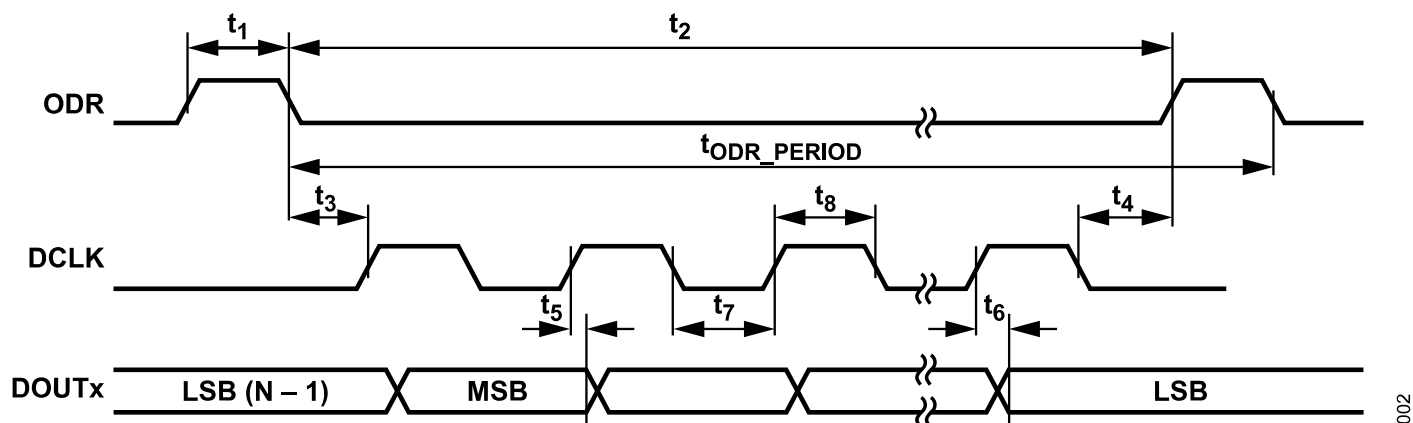 t1
t2
ODR
tODR_PERIOD
t3
t8
t4
DCLK
t5
t7
t6
DOUTx
LSB (N – 1)
MSB
LSB
002